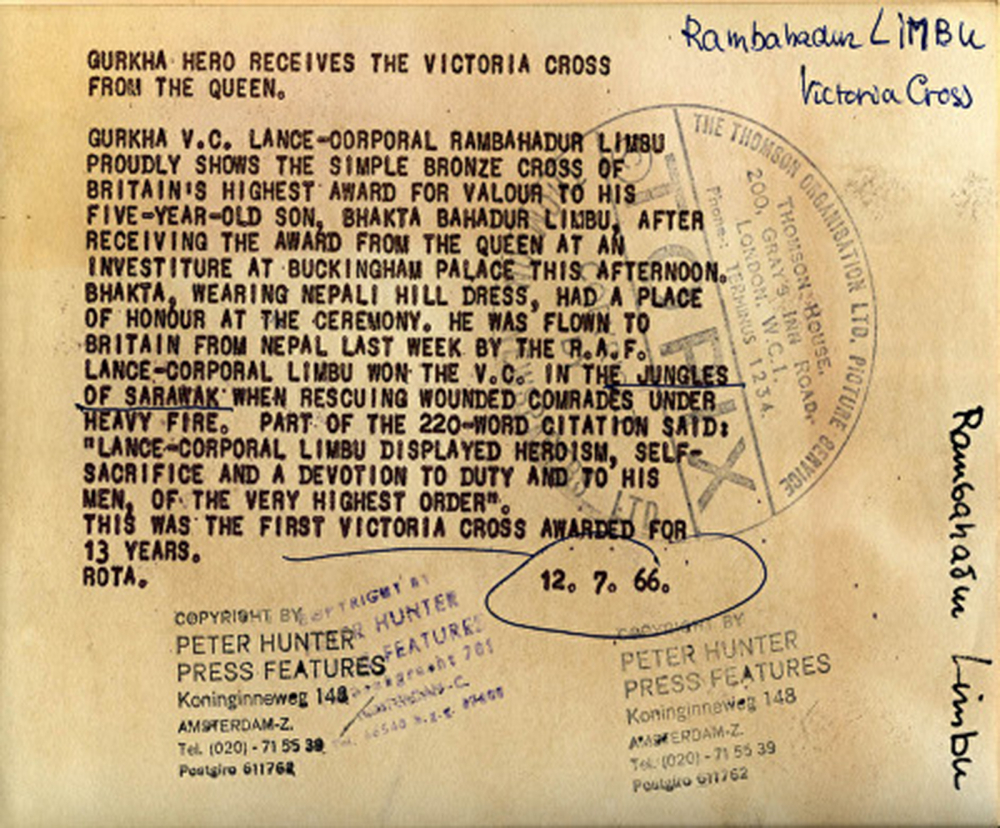 Rambahadur LIMBU
Victoria Cross
GURKHA HERO RECEIVES THE VICTORIA CROSS
FROM THE QUEEN.
GURKHA V.C. LANCE-CORPORAL RAMBAHADUR LIMBU
PROUDLY SHOWS THE SIMPLE BRONZE CROSS OF
BRITAIN'S HIGHEST AWARD FOR VALOUR TO HIS
FIVE-YEAR-OLD SON, BHAKTA BAHADUR LIMBU, AFTER
RECEIVING THE AWARD FROM THE QUEEN AT AN
INVESTITURE AT BUCKINGHAM PALACE THIS AFTERNOON.
BHAKTA, WEARING NEPALI HILL DRESS, HAD A PLACE
OF HONOUR AT THE CEREMONY. HE WAS FLOWN TO
BRITAIN FROM NEPAL LAST WEEK BY THE R.A.F.
LANCE-CORPORAL LIMBU WON THE V.C. IN THE JUNGLES
OF SARAWAK WHEN RESCUING WOUNDED COMRADES UNDER
HEAVY FIRE. PART OF THE 220-WORD CITATION SAID:
"LANCE-CORPORAL LIMBU DISPLAYED HEROISM, SELF-
SACRIFICE AND A DEVOTION TO DUTY AND TO HIS
MEN, OF THE VERY HIGHEST ORDER".
THIS WAS THE FIRST VICTORIA CROSS AWARDED FOR
13 YEARS.
ROTA.
12. 7. 66.
THE THOMSON ORGANISATION LTD. PICTURE SERVICE
THOMSON HOUSE.
200, GRAY'S INN ROAD.
LONDON. W.C.1.
Phone: TERMINUS 1234.
LTD
Rambahadur Limbu
COPYRIGHT BY
PETER HUNTER
PRESS FEATURES
Koninginneweg 148
AMSTERDAM-Z.
Tel. (020) - 71 55 39
Postgiro 611762
COPYRIGHT BY
HUNTER
FEATURES
701
COPYRIGHT BY
PETER HUNTER
PRESS FEATURES
Koninginneweg 148
AMSTERDAM-Z.
Tel. (020) - 71 55 39
Postgiro 611762